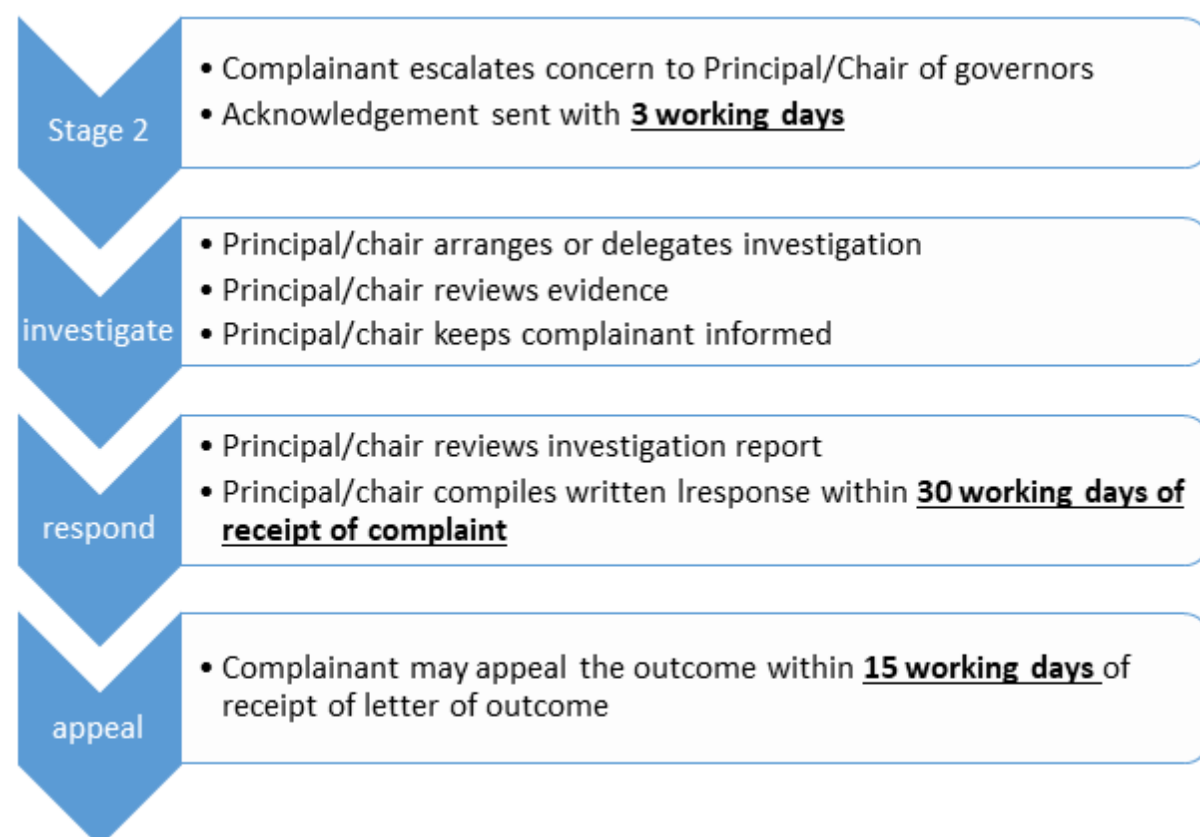 Stage 2
• Complainant escalates concern to Principal/Chair of governors
• Acknowledgement sent with 3 working days
investigate
• Principal/chair arranges or delegates investigation
• Principal/chair reviews evidence
• Principal/chair keeps complainant informed
respond
• Principal/chair reviews investigation report
• Principal/chair compiles written lresponse within 30 working days of
receipt of complaint
appeal
• Complainant may appeal the outcome within 15 working days of
receipt of letter of outcome